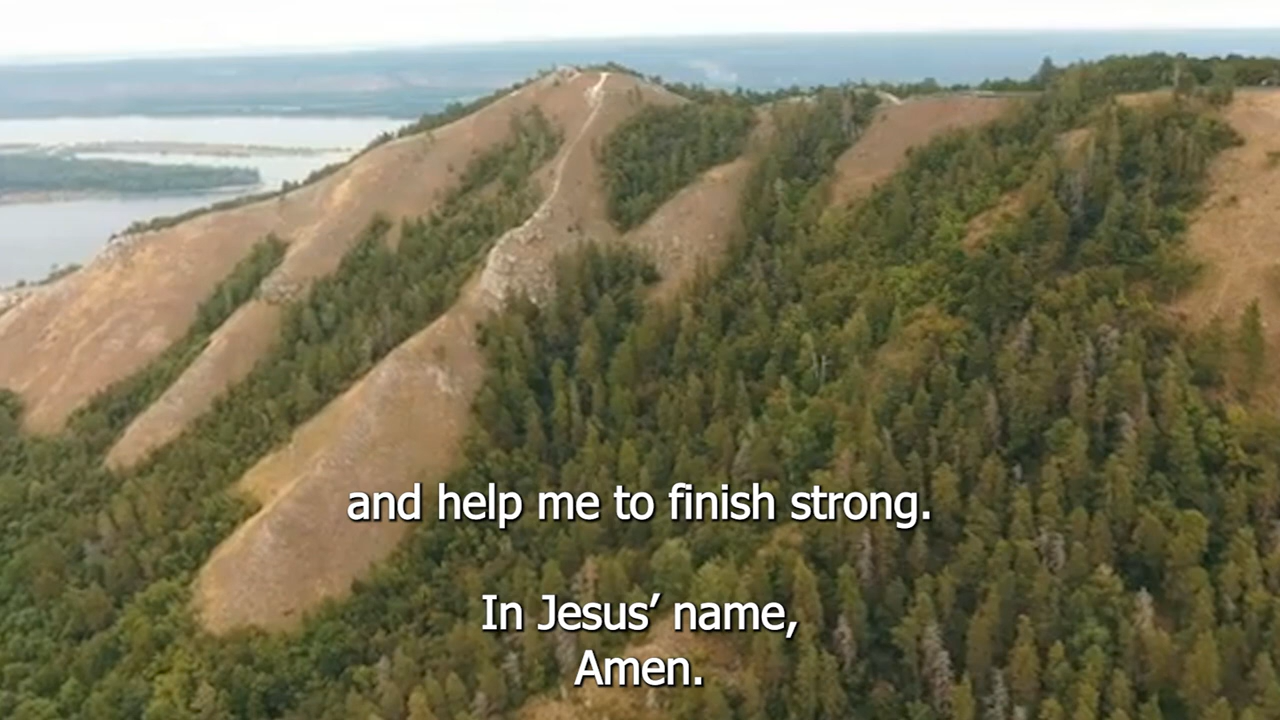 and help me to finish strong.
In Jesus’ name,
Amen.